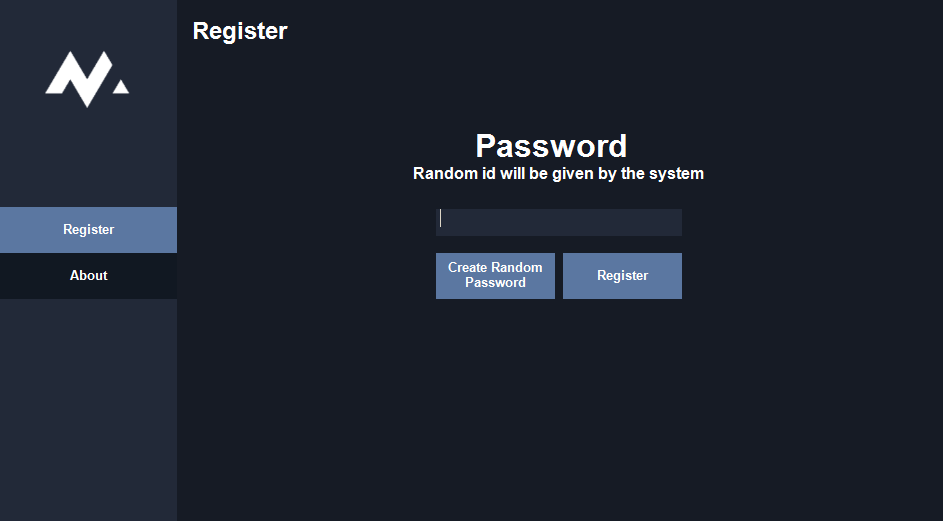 Register
Password
Random id will be given by the system
Register
About
Create Random
Password
Register